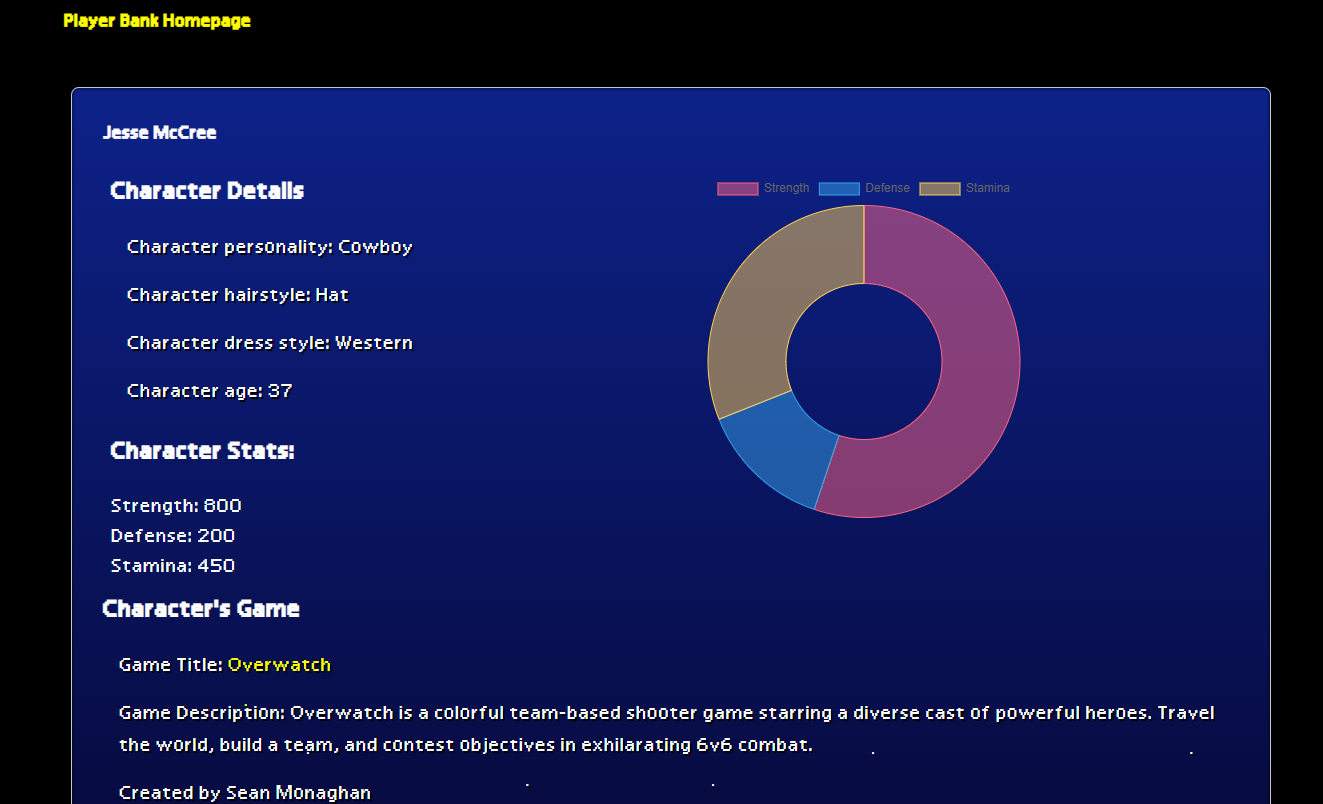 Player Bank Homepage
Jesse McCree
Character Details
Strength Defense Stamina
Character personality: Cowboy
Character hairstyle: Hat
Character dress style: Western
Character age: 37
Character Stats:
Strength: 800
Defense: 200
Stamina: 450
Character's Game
Game Title: Overwatch
Game Description: Overwatch is a colorful team-based shooter game starring a diverse cast of powerful heroes. Travel
the world, build a team, and contest objectives in exhilarating 6v6 combat.
Created by Sean Monaghan